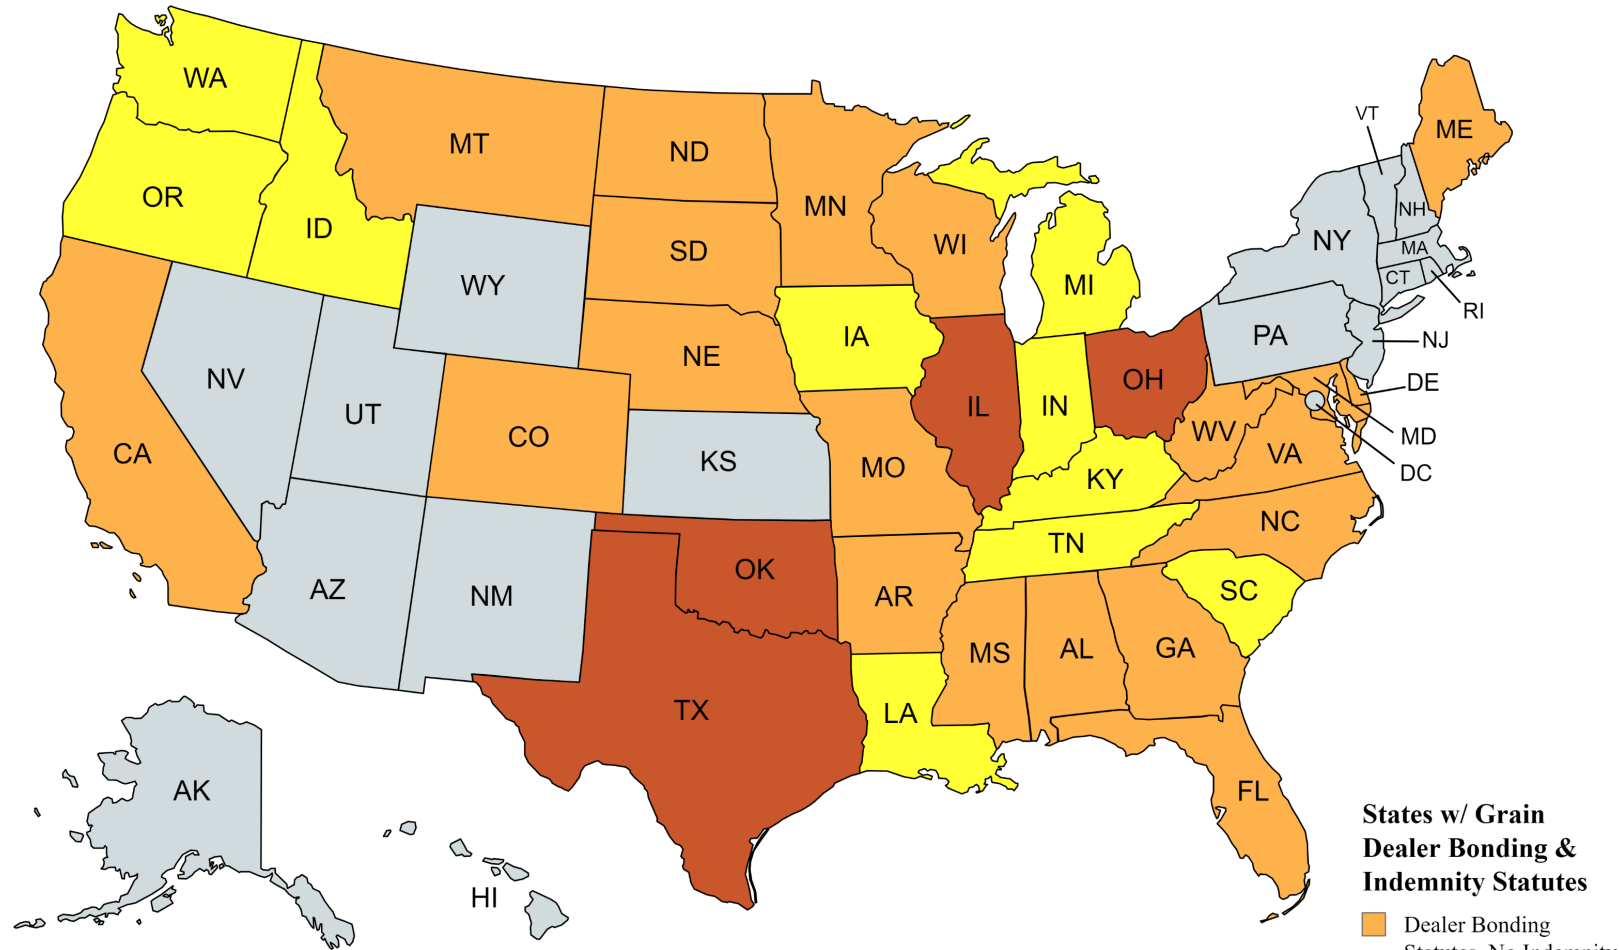 WA
MT
ND
MN
VT
ME
OR
ID
SD
WI
NH
NY
MA
WY
MI
CT
RI
IA
PA
NJ
NE
NV
OH
DE
UT
IL
IN
CO
WV
MD
CA
KS
MO
KY
VA
DC
NC
TN
OK
AZ
NM
AR
SC
MS
AL
GA
TX
LA
AK
FL
HI
States w/ Grain
Dealer Bonding &
Indemnity Statutes
Dealer Bonding
Statutes, No Indemnity